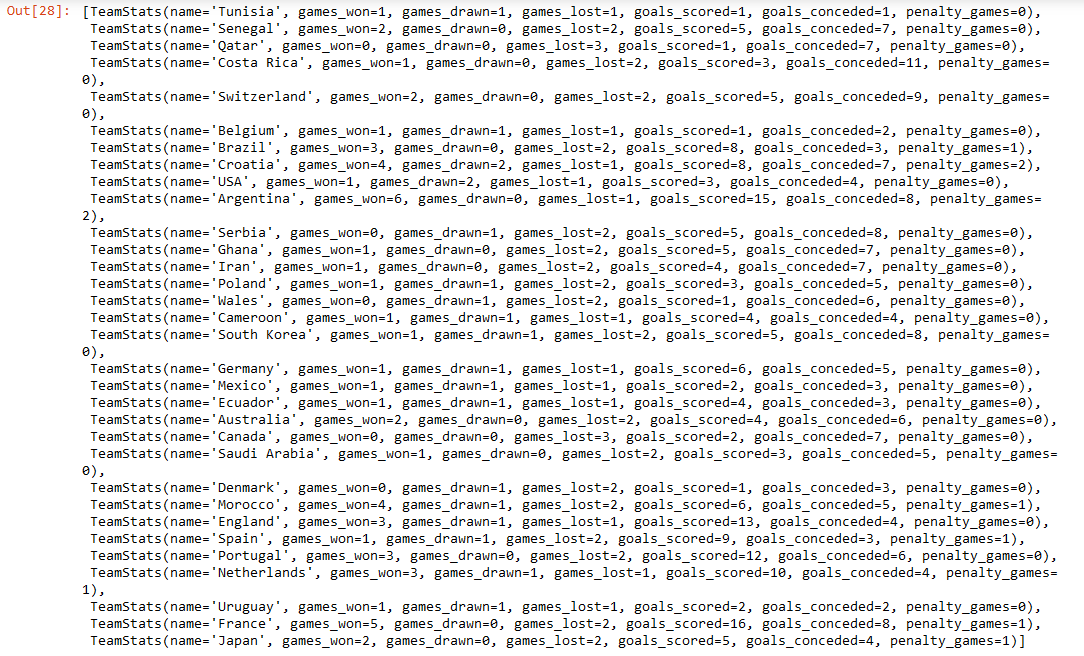 Out[28]: [TeamStats(name='Tunisia', games_won=1, games_drawn=1, games_lost=1, goals_scored=1, goals_conceded=1, penalty_games=0),
TeamStats(name='Senegal', games_won=2, games_drawn=0, games_lost=2, goals_scored=5, goals_conceded=7, penalty_games=0),
TeamStats(name='Qatar', games_won=0, games_drawn=0, games_lost=3, goals_scored=1, goals_conceded=7, penalty_games=0),
TeamStats(name='Costa Rica', games_won=1, games_drawn=0, games_lost=2, goals_scored=3, goals_conceded=11, penalty_games=
0),
TeamStats(name='Switzerland', games_won=2, games_drawn=0, games_lost=2, goals_scored=5, goals_conceded=9, penalty_games=
0),
TeamStats(name='Belgium', games_won=1, games_drawn=1, games_lost=1, goals_scored=1, goals_conceded=2, penalty_games=0),
TeamStats(name='Brazil', games_won=3, games_drawn=0, games_lost=2, goals_scored=8, goals_conceded=3, penalty_games=1),
TeamStats(name='Croatia', games_won=4, games_drawn=2, games_lost=1, goals_scored=8, goals_conceded=7, penalty_games=2),
TeamStats(name='USA', games_won=1, games_drawn=2, games_lost=1, goals_scored=3, goals_conceded=4, penalty_games=0),
TeamStats(name='Argentina', games_won=6, games_drawn=0, games_lost=1, goals_scored=15, goals_conceded=8, penalty_games=
2),
TeamStats(name='Serbia', games_won=0, games_drawn=1, games_lost=2, goals_scored=5, goals_conceded=8, penalty_games=0),
TeamStats(name='Ghana', games_won=1, games_drawn=0, games_lost=2, goals_scored=5, goals_conceded=7, penalty_games=0),
TeamStats(name='Iran', games_won=1, games_drawn=0, games_lost=2, goals_scored=4, goals_conceded=7, penalty_games=0),
TeamStats(name='Poland', games_won=1, games_drawn=1, games_lost=2, goals_scored=3, goals_conceded=5, penalty_games=0),
TeamStats(name='Wales', games_won=0, games_drawn=1, games_lost=2, goals_scored=1, goals_conceded=6, penalty_games=0),
TeamStats(name='Cameroon', games_won=1, games_drawn=1, games_lost=1, goals_scored=4, goals_conceded=4, penalty_games=0),
TeamStats(name='South Korea', games_won=1, games_drawn=1, games_lost=2, goals_scored=5, goals_conceded=8, penalty_games=
0),
TeamStats(name='Germany', games_won=1, games_drawn=1, games_lost=1, goals_scored=6, goals_conceded=5, penalty_games=0),
TeamStats(name='Mexico', games_won=1, games_drawn=1, games_lost=1, goals_scored=2, goals_conceded=3, penalty_games=0),
TeamStats(name='Ecuador', games_won=1, games_drawn=1, games_lost=1, goals_scored=4, goals_conceded=3, penalty_games=0),
TeamStats(name='Australia', games_won=2, games_drawn=0, games_lost=2, goals_scored=4, goals_conceded=6, penalty_games=0),
TeamStats(name='Canada', games_won=0, games_drawn=0, games_lost=3, goals_scored=2, goals_conceded=7, penalty_games=0),
TeamStats(name='Saudi Arabia', games_won=1, games_drawn=0, games_lost=2, goals_scored=3, goals_conceded=5, penalty_games=
0),
TeamStats(name='Denmark', games_won=0, games_drawn=1, games_lost=2, goals_scored=1, goals_conceded=3, penalty_games=0),
TeamStats(name='Morocco', games_won=4, games_drawn=1, games_lost=2, goals_scored=6, goals_conceded=5, penalty_games=1),
TeamStats(name='England', games_won=3, games_drawn=1, games_lost=1, goals_scored=13, goals_conceded=4, penalty_games=0),
TeamStats(name='Spain', games_won=1, games_drawn=1, games_lost=2, goals_scored=9, goals_conceded=3, penalty_games=1),
TeamStats(name='Portugal', games_won=3, games_drawn=0, games_lost=2, goals_scored=12, goals_conceded=6, penalty_games=0),
TeamStats(name='Netherlands', games_won=3, games_drawn=1, games_lost=1, goals_scored=10, goals_conceded=4, penalty_games=
1),
TeamStats(name='Uruguay', games_won=1, games_drawn=1, games_lost=1, goals_scored=2, goals_conceded=2, penalty_games=0),
TeamStats(name='France', games_won=5, games_drawn=0, games_lost=2, goals_scored=16, goals_conceded=8, penalty_games=1),
TeamStats(name='Japan', games_won=2, games_drawn=0, games_lost=2, goals_scored=5, goals_conceded=4, penalty_games=1)]